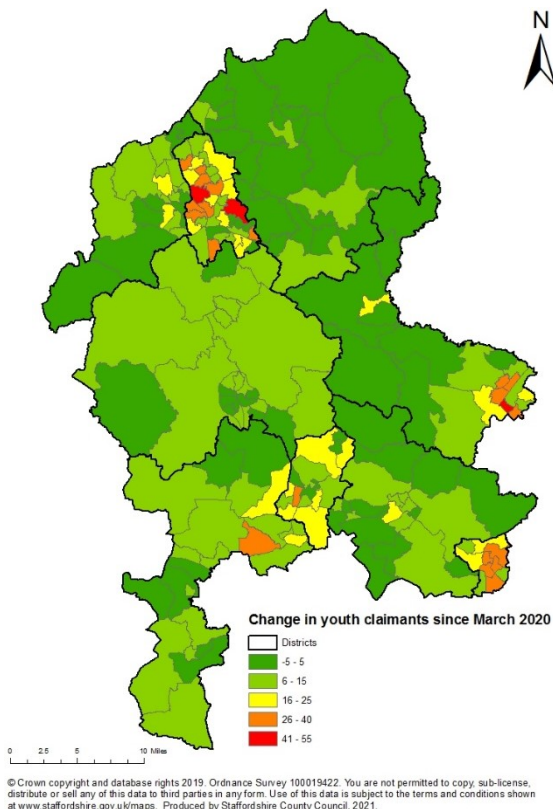 N
Change in youth claimants since March 2020
Districts
-5 - 5
6 - 15
16 - 25
26 - 40
41 - 55
0 2.5 5 10 Miles
© Crown copyright and database rights 2019. Ordnance Survey 100019422. You are not permitted to copy, sub-license,
distribute or sell any of this data to third parties in any form. Use of this data is subject to the terms and conditions shown
at www.staffordshire.gov.uk/maps. Produced by Staffordshire County Council, 2021.